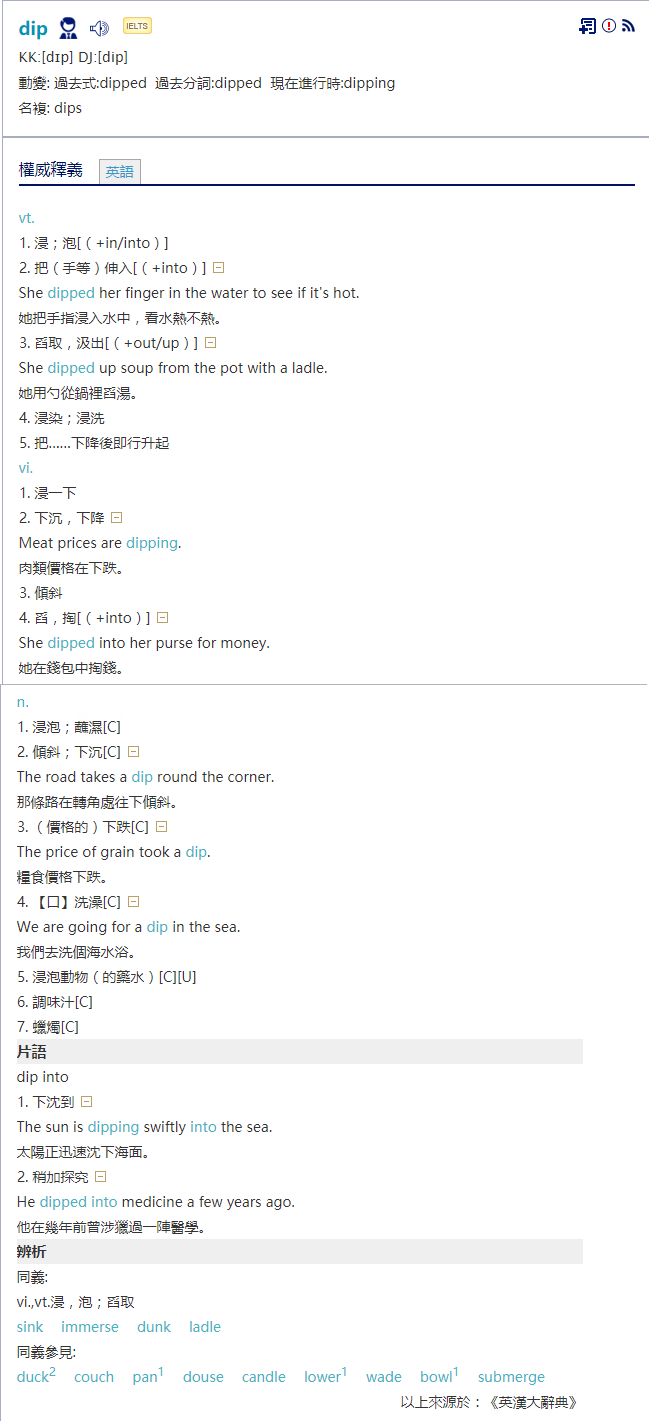 dip IELTS
KK:[dɪp] DJ:[dip]
動變: 過去式:dipped 過去分詞:dipped 現在進行時:dipping
名複: dips
權威釋義 英語
vt.
1. 浸；泡[（+in/into）]
2. 把（手等）伸入[（+into）]
She dipped her finger in the water to see if it's hot.
她把手指浸入水中，看水熱不熱。
3. 舀取，汲出[（+out/up）]
She dipped up soup from the pot with a ladle.
她用勺從鍋裡舀湯。
4. 浸染；浸洗
5. 把……下降後即行升起
vi.
1. 浸一下
2. 下沉，下降
Meat prices are dipping.
肉類價格在下跌。
3. 傾斜
4. 舀，掏[（+into）]
She dipped into her purse for money.
她在錢包中掏錢。
n.
1. 浸泡；蘸濕[C]
2. 傾斜；下沉[C]
The road takes a dip round the corner.
那條路在轉角處往下傾斜。
3. （價格的）下跌[C]
The price of grain took a dip.
糧食價格下跌。
4. 【口】洗澡[C]
We are going for a dip in the sea.
我們去洗個海水浴。
5. 浸泡動物（的藥水）[C][U]
6. 調味汁[C]
7. 蠟燭[C]
片語
dip into
1. 下沈到
The sun is dipping swiftly into the sea.
太陽正迅速沈下海面。
2. 稍加探究
He dipped into medicine a few years ago.
他在幾年前曾涉獵過一陣醫學。
辨析
同義:
vi.,vt.浸，泡；舀取
sink immerse dunk ladle
同義參見:
duck2 couch pan1 douse candle lower1 wade bowl1 submerge
以上來源於：《英漢大辭典》